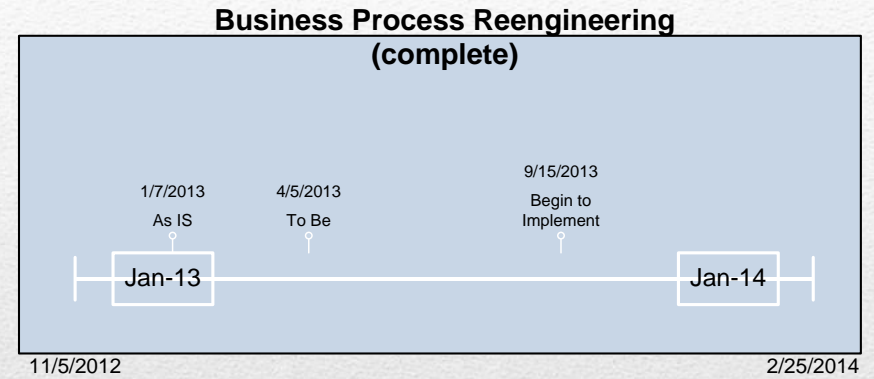 Business Process Reengineering
(complete)
9/15/2013
Begin to
Implement
1/7/2013
As IS
4/5/2013
To Be
Jan-13
Jan-14
11/5/2012
2/25/2014